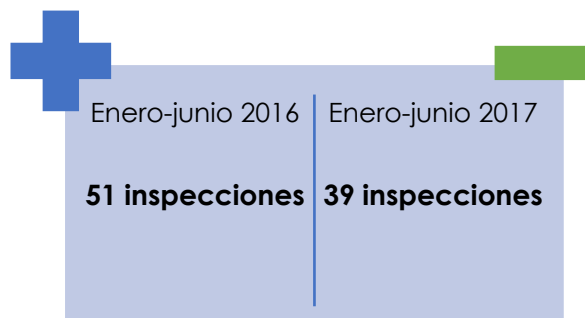 Enero-junio 2016
51 inspecciones
Enero-junio 2017
39 inspecciones